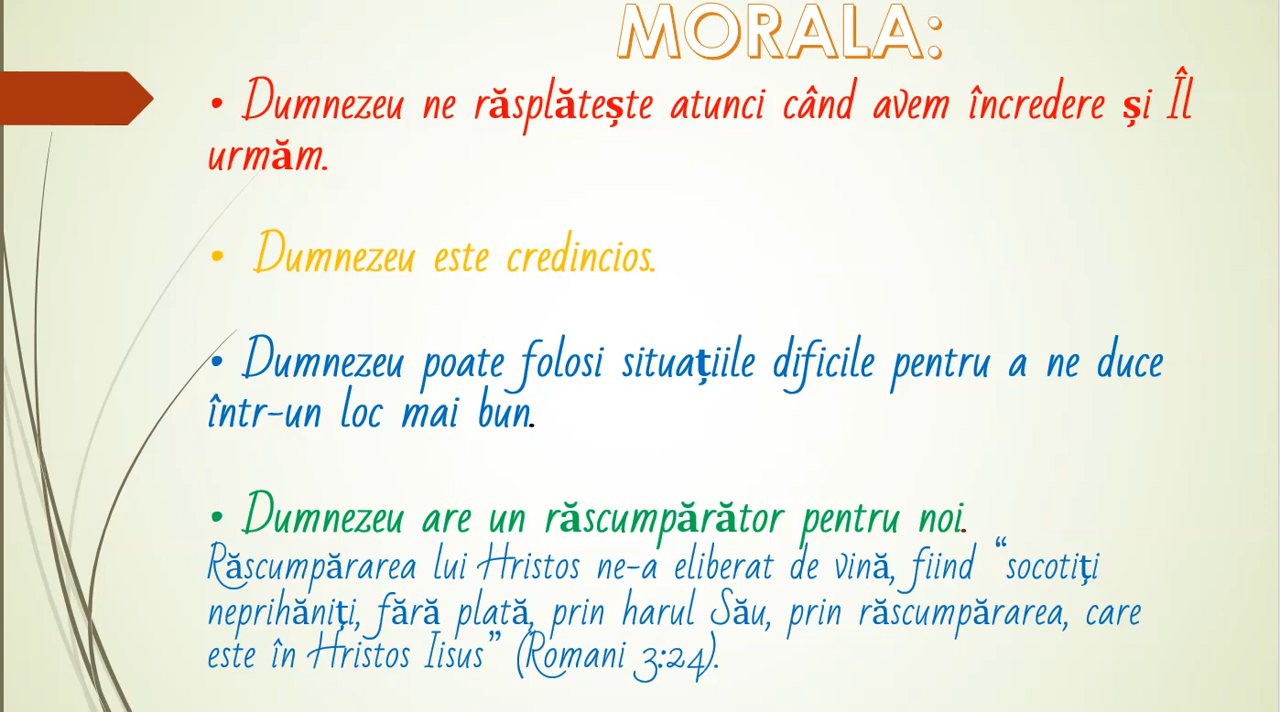 MORALA:
• Dumnezeu ne răsplătește atunci când avem încredere și Îl
urmăm.
• Dumnezeu este credincios.
• Dumnezeu poate folosi situațiile dificile pentru a ne duce
într-un loc mai bun.
• Dumnezeu are un răscumpărător pentru noi.
Răscumpărarea lui Hristos ne-a eliberat de vină, fiind “socotiți
neprihăniți, fără plată, prin harul Său, prin răscumpărarea, care
este în Hristos Iisus” (Romani 3:24).